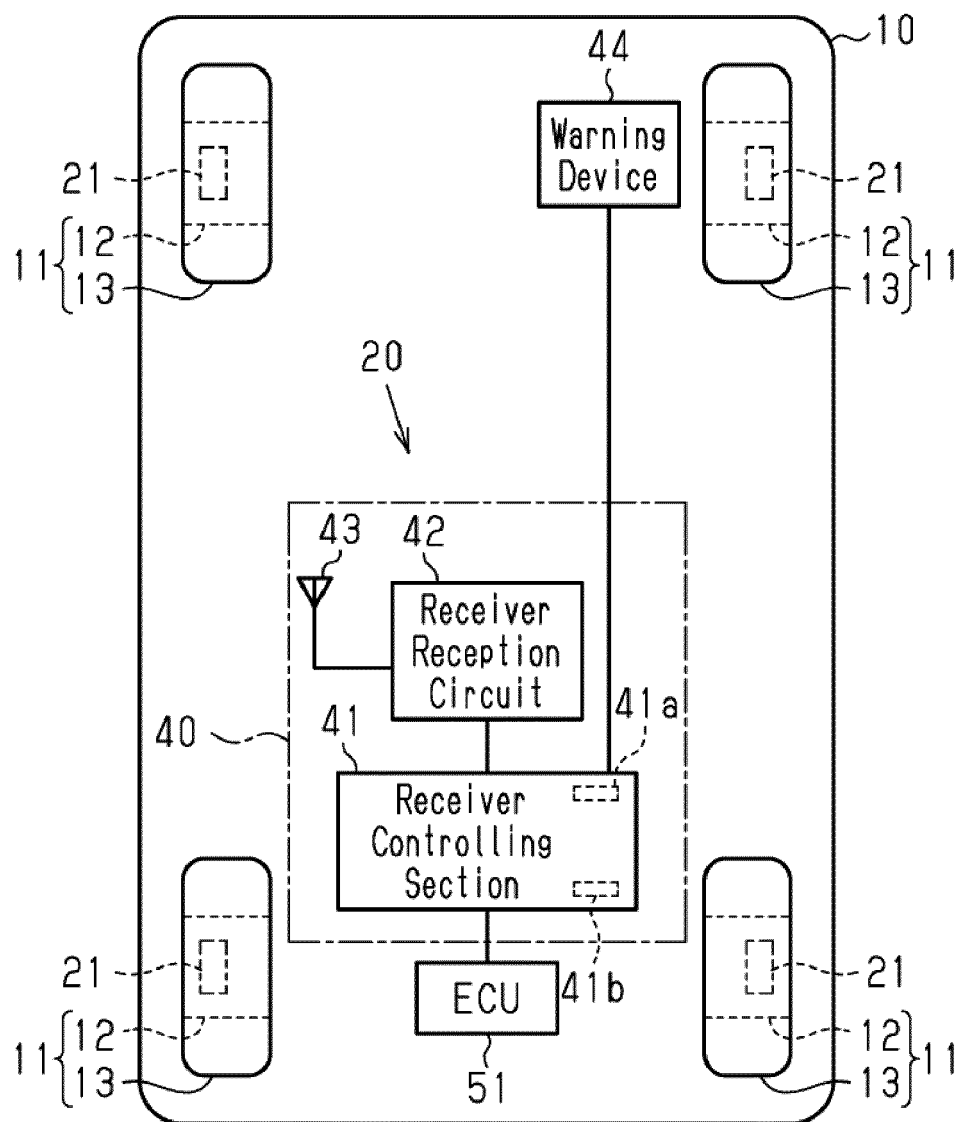 10
44
Warning
Device
21
21
11 { 12
13
12 } 11
13
20
43
42
Receiver
Reception
Circuit
41a
40
41
Receiver
Controlling
Section
21
21
41b
ECU
11 { 12
13
12 } 11
13
51